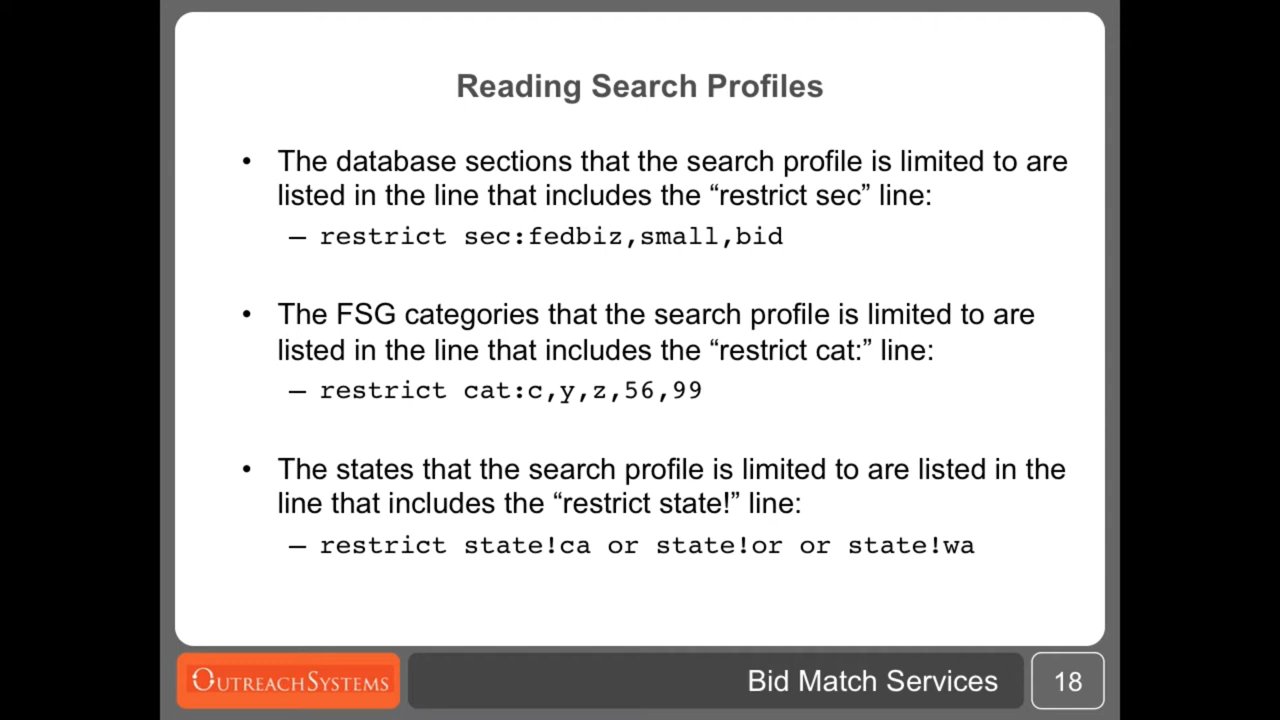 Reading Search Profiles
• The database sections that the search profile is limited to are
listed in the line that includes the “restrict sec” line:
– restrict sec:fedbiz,small,bid
• The FSG categories that the search profile is limited to are
listed in the line that includes the “restrict cat:” line:
– restrict cat:c,y,z,56,99
• The states that the search profile is limited to are listed in the
line that includes the “restrict state!” line:
– restrict state!ca or state!or or state!wa
OUTREACHSYSTEMS
Bid Match Services
18